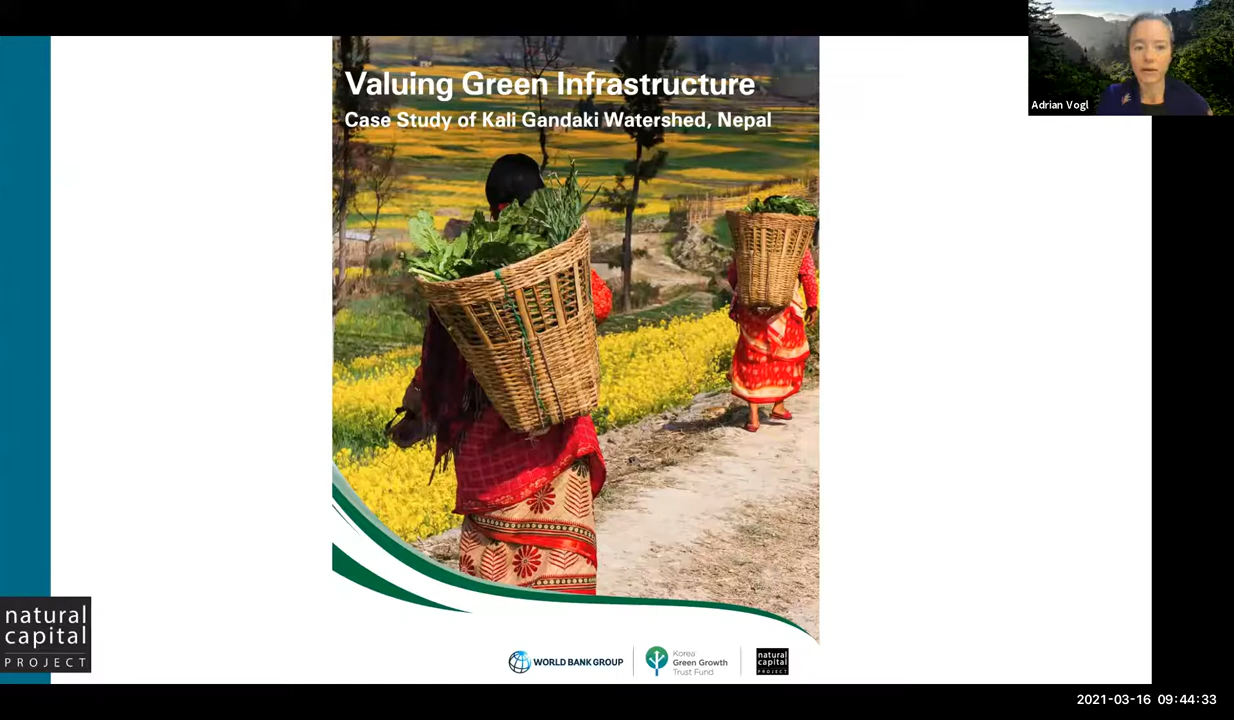 Valuing Green Infrastructure
Case Study of Kali Gandaki Watershed, Nepal
Adrian Vogl
natural
capital
PROJECT
WORLD BANK GROUP
Korea
Green Growth
Trust Fund
natural
capital
PROJECT
2021-03-16 09:44:33